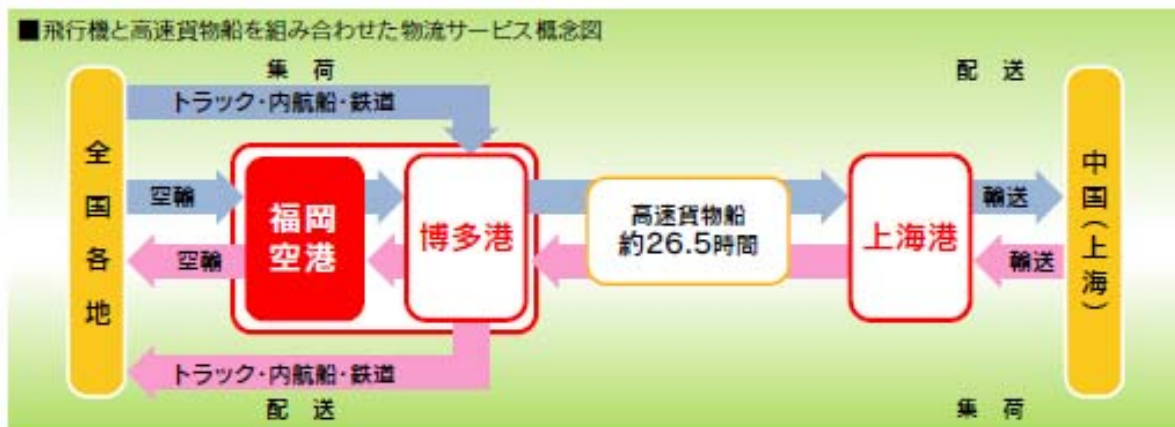 ■飛行機と高速貨物船を組み合わせた物流サービス概念図
集 荷
配 送
トラック・内航船・鉄道
全国各地
空輸
福岡
空港
博多港
高速貨物船
約26.5時間
上海港
輸送
中国(上海)
空輸
輸送
トラック・内航船・鉄道
配 送
集 荷